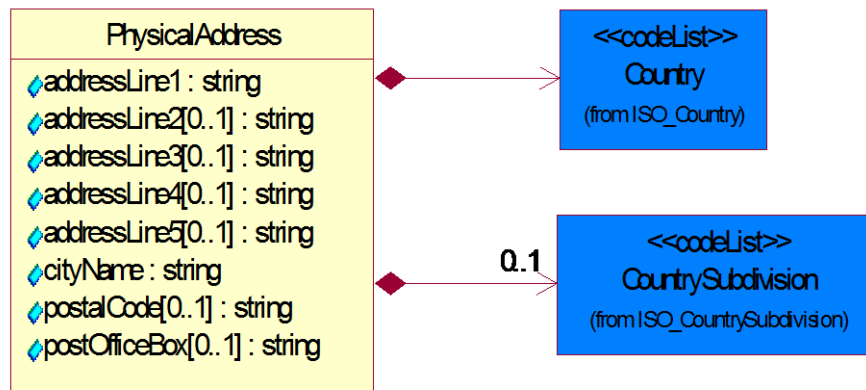 PhysicalAddress
addressLine1 : string
addressLine2[0..1] : string
addressLine3[0..1] : string
addressLine4[0..1] : string
addressLine5[0..1] : string
cityName : string
postalCode[0..1] : string
postOfficeBox[0..1] : string
<<codeList>>
Country
(from ISO_Country)
0..1
<<codeList>>
CountrySubdivision
(from ISO_CountrySubdivision)